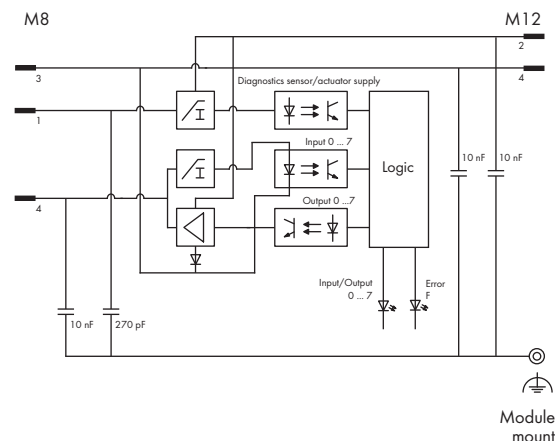 M8
M12
2
3
4
Diagnostics sensor/actuator supply
1
I
Input 0 ... 7
10 nF
10 nF
I
Logic
4
Output 0 ...7
Input/Output
0 ... 7
Error
F
10 nF
270 pF
Module
mount